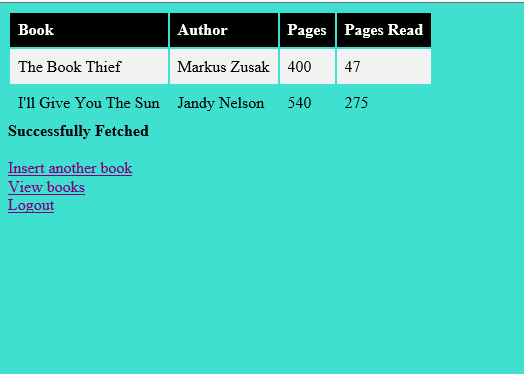 Book Author Pages Pages Read
The Book Thief Markus Zusak 400 47
I'll Give You The Sun Jandy Nelson 540 275
Successfully Fetched
Insert another book
View books
Logout